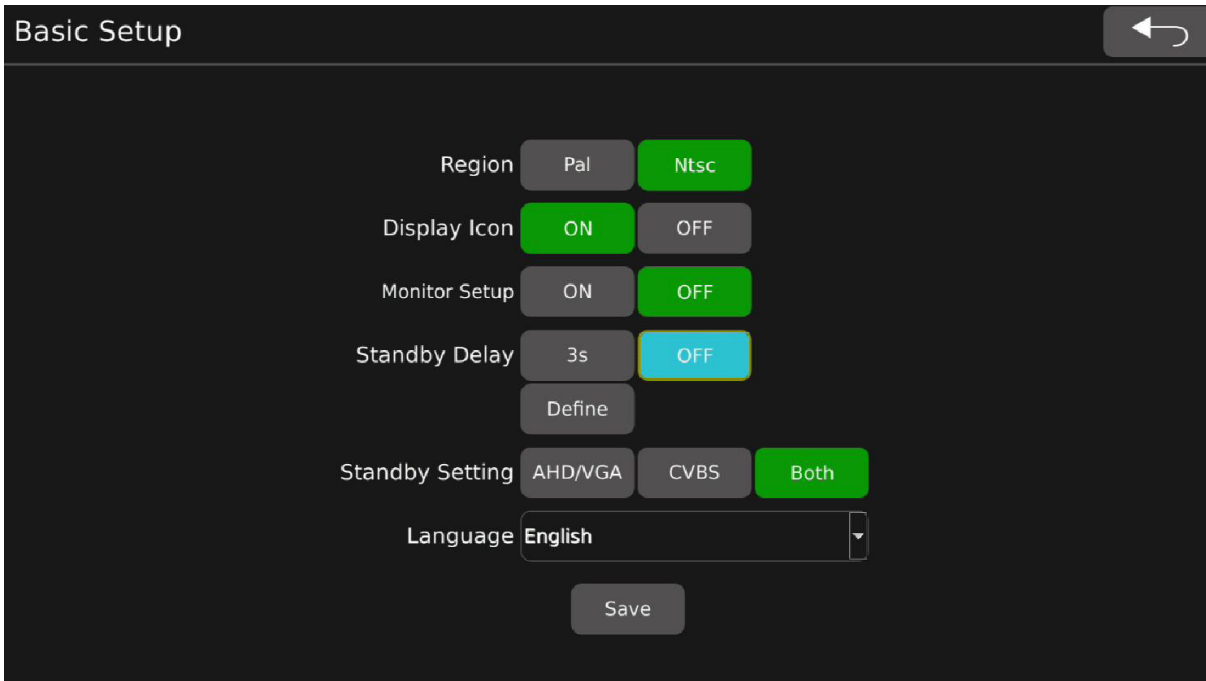 Basic Setup
Region Pal Ntsc
Display Icon ON OFF
Monitor Setup ON OFF
Standby Delay 3s OFF
Define
Standby Setting AHD/VGA CVBS Both
Language English
Save